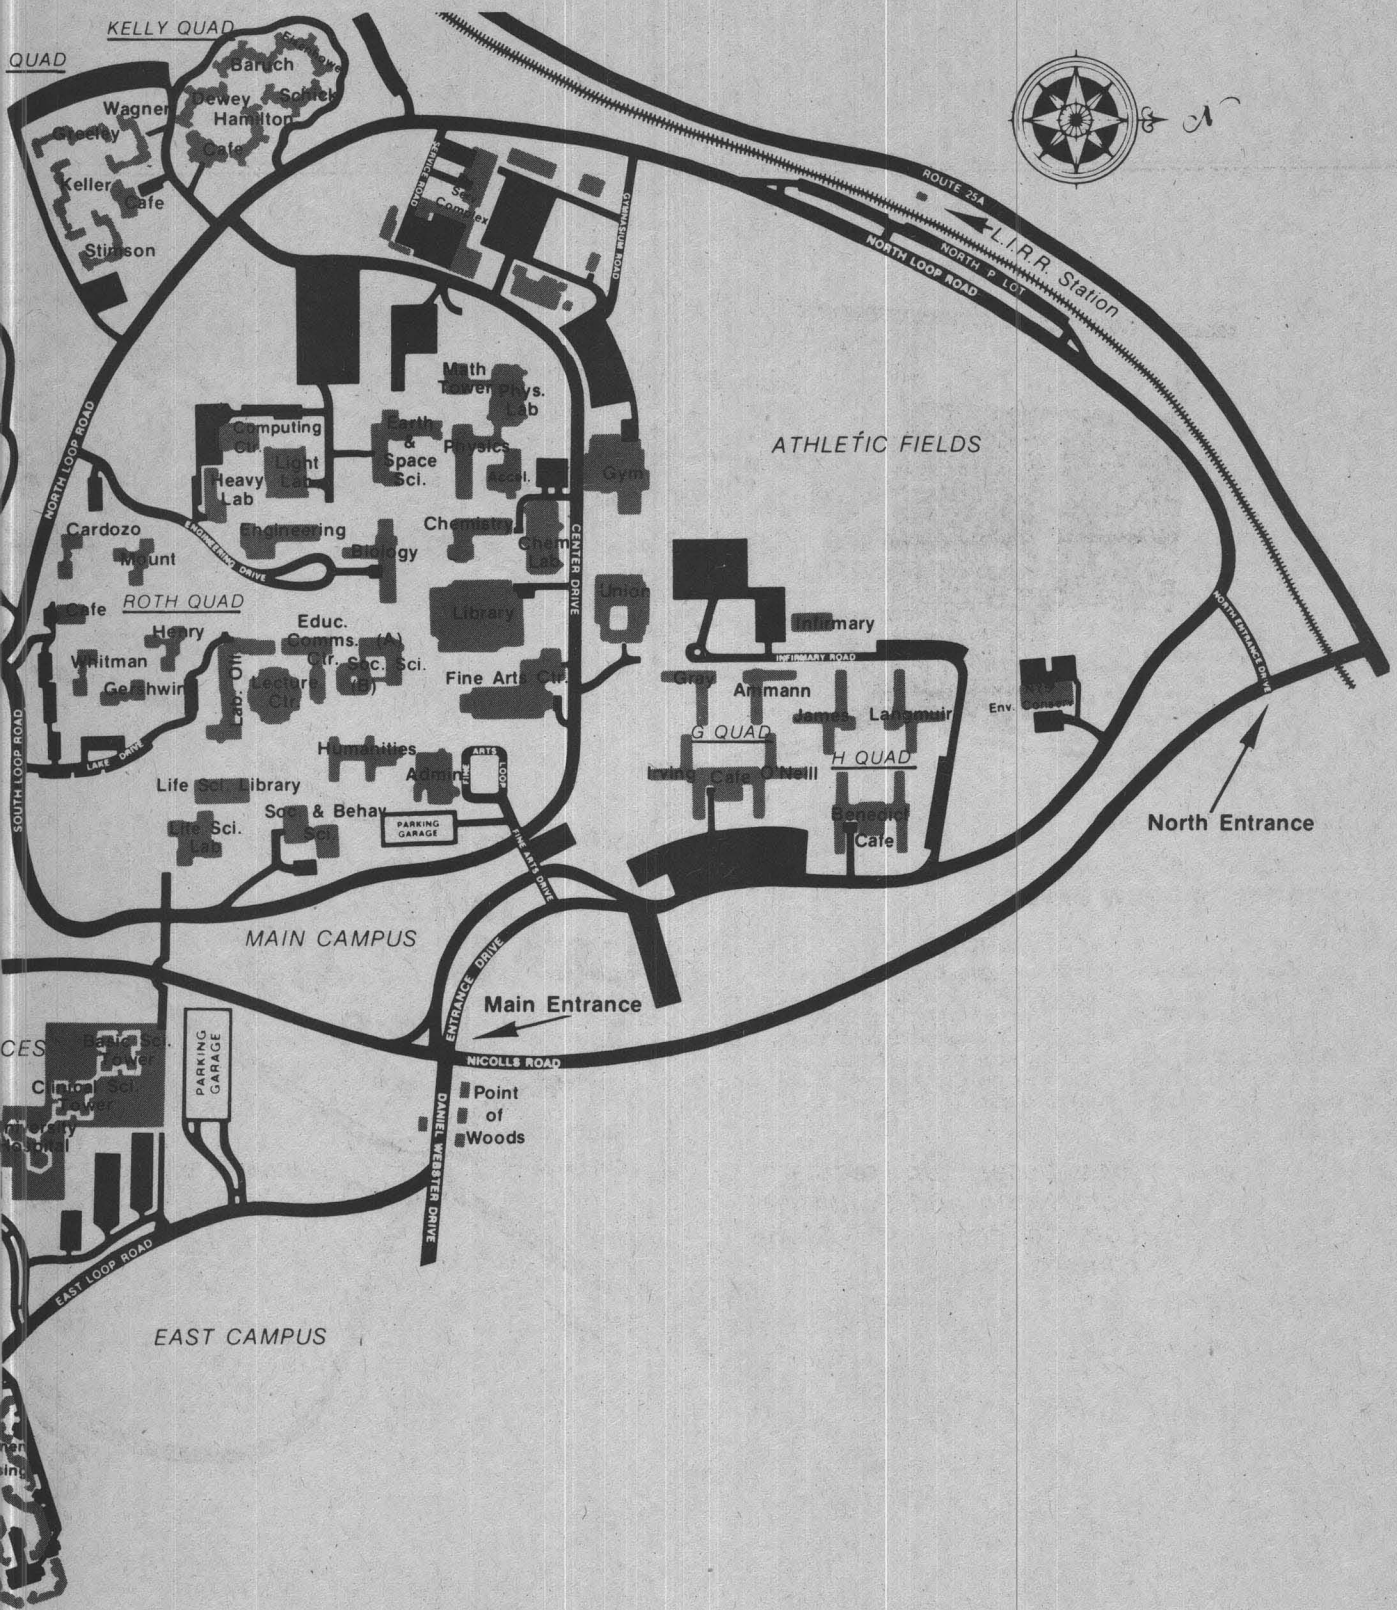 KELLY QUAD
QUAD
Baruch
Wagner
Dewey
Schick
Hamilton
Greeley
Cafe
Keller
Cafe
Stimson
SERVICE ROAD
Complex
GYMNASIUM ROAD
ROUTE 25A
N
L.I.R.R. Station
NORTH P LOT
NORTH LOOP ROAD
Math
Tower
Phys.
Lab
ATHLETIC FIELDS
NORTH LOOP ROAD
Computing
Ctr.
Earth
&
Space
Sci.
Physics
Light
Lab
Heavy
Lab
Accel.
Gym
Cardozo
Mount
ENGINEERING DRIVE
Engineering
Biology
Chemistry
Chem
Lab
CENTER DRIVE
ROTH QUAD
Cafe
Henry
Whitman
Gershwin
Lab. Off.
Educ.
Comms.
Ctr.
(A)
Soc. Sci.
(B)
Lecture
Ctr.
Library
Union
Fine Arts Ctr.
Infirmary
INFIRMARY ROAD
Gray
Ammann
James
Langmuir
G QUAD
H QUAD
Irving
Cafe
O'Neill
Benedict
Cafe
NYS
Env. Conserv.
NORTH ENTRANCE DRIVE
North Entrance
SOUTH LOOP ROAD
LAKE DRIVE
Humanities
Admin
FINE
ARTS
LOOP
Life Sci. Library
Soc. & Behav.
Sci.
Life Sci.
Lab
PARKING
GARAGE
FINE ARTS DRIVE
MAIN CAMPUS
ENTRANCE DRIVE
Main Entrance
NICOLLS ROAD
CES
Basic Sci.
Tower
Clinical Sci.
Tower
PARKING
GARAGE
Point
of
Woods
DANIEL WEBSTER DRIVE
EAST LOOP ROAD
EAST CAMPUS